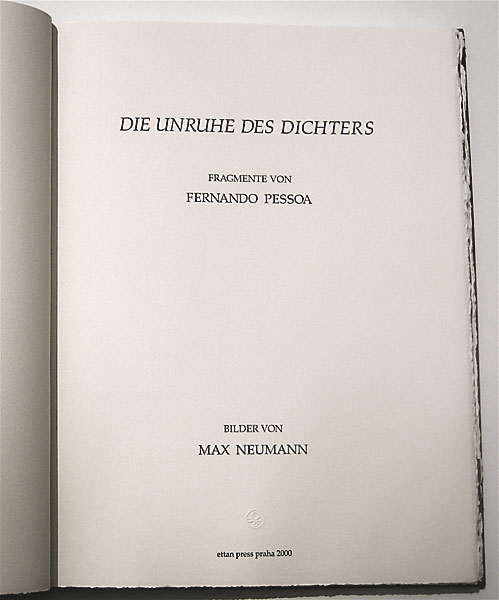 DIE UNRUHE DES DICHTERS
FRAGMENTE VON
FERNANDO PESSOA
BILDER VON
MAX NEUMANN
ettan press praha 2000